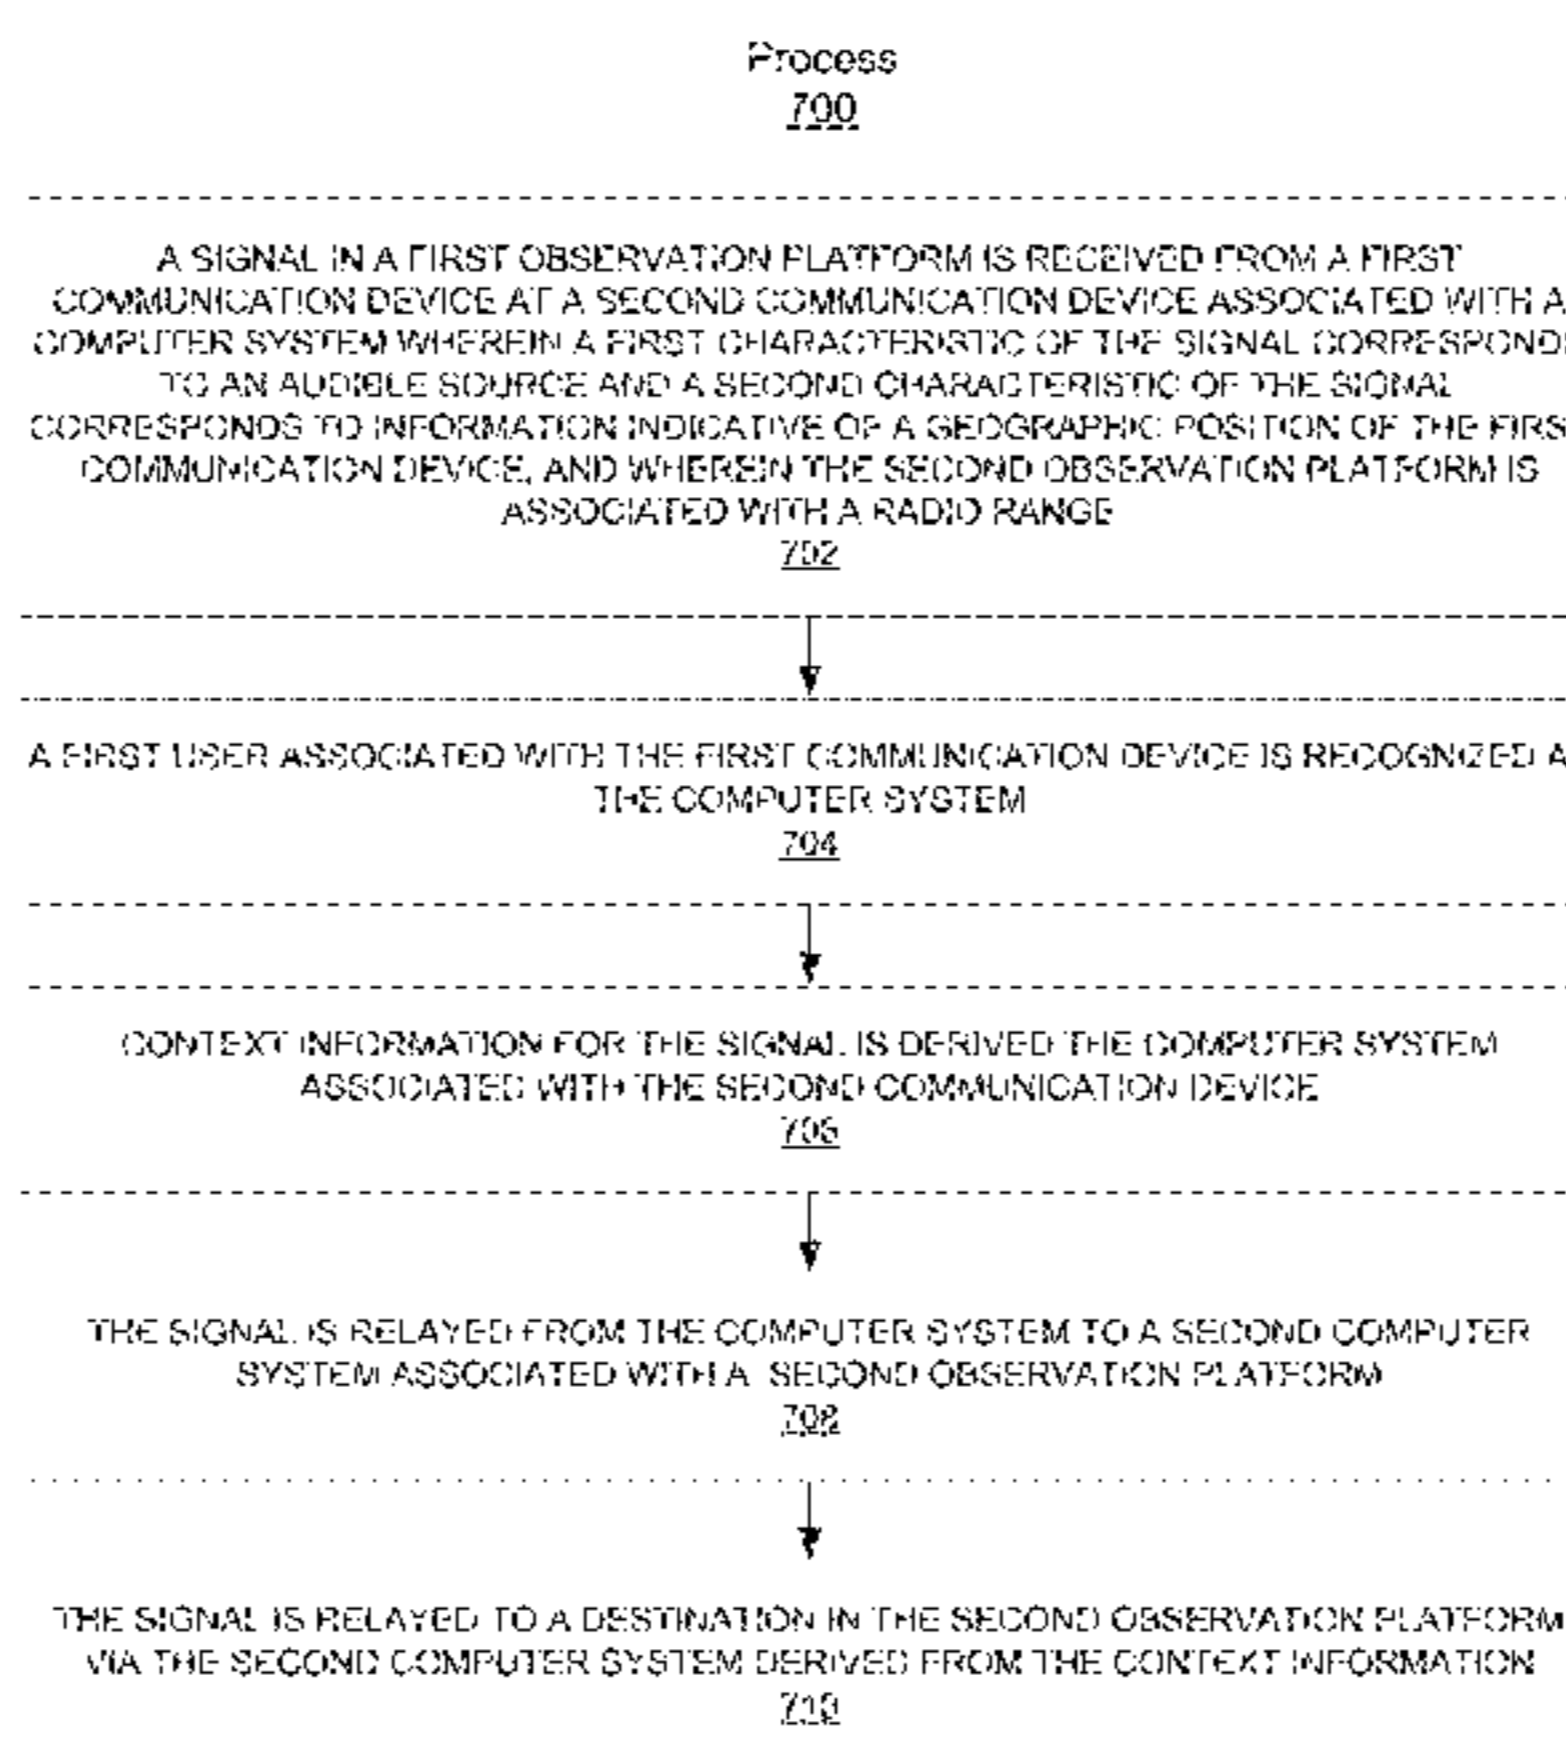 Process
700
A SIGNAL IN A FIRST OBSERVATION PLATFORM IS RECEIVED FROM A FIRST
COMMUNICATION DEVICE AT A SECOND COMMUNICATION DEVICE ASSOCIATED WITH A
COMPUTER SYSTEM WHEREIN A FIRST CHARACTERISTIC OF THE SIGNAL CORRESPONDS
TO AN AUDIBLE SOURCE AND A SECOND CHARACTERISTIC OF THE SIGNAL
CORRESPONDS TO INFORMATION INDICATIVE OF A GEOGRAPHIC POSITION OF THE FIRS
COMMUNICATION DEVICE, AND WHEREIN THE SECOND OBSERVATION PLATFORM IS
ASSOCIATED WITH A RADIO RANGE
702
A FIRST USER ASSOCIATED WITH THE FIRST COMMUNICATION DEVICE IS RECOGNIZED A
THE COMPUTER SYSTEM
704
CONTEXT INFORMATION FOR THE SIGNAL IS DERIVED THE COMPUTER SYSTEM
ASSOCIATED WITH THE SECOND COMMUNICATION DEVICE
706
THE SIGNAL IS RELAYED FROM THE COMPUTER SYSTEM TO A SECOND COMPUTER
SYSTEM ASSOCIATED WITH A SECOND OBSERVATION PLATFORM
708
THE SIGNAL IS RELAYED TO A DESTINATION IN THE SECOND OBSERVATION PLATFORM
VIA THE SECOND COMPUTER SYSTEM DERIVED FROM THE CONTEXT INFORMATION
710